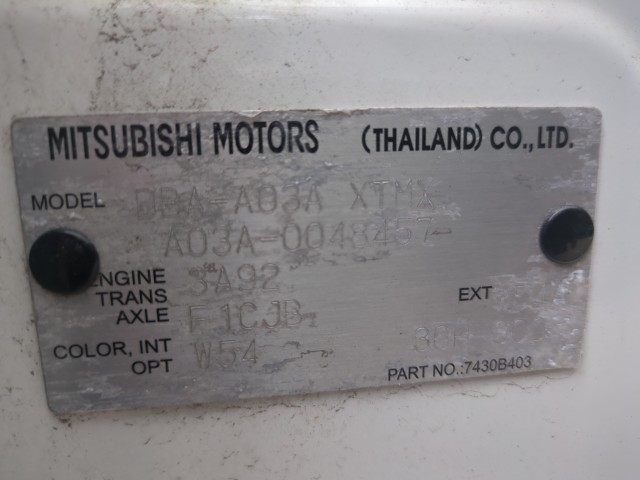 MITSUBISHI MOTORS (THAILAND) CO., LTD.
MODEL DBA-A03A XTMX
A03A-0048457
ENGINE 3A92
TRANS
AXLE F1CJB
EXT
COLOR, INT W54
OPT
PART NO.:7430B403